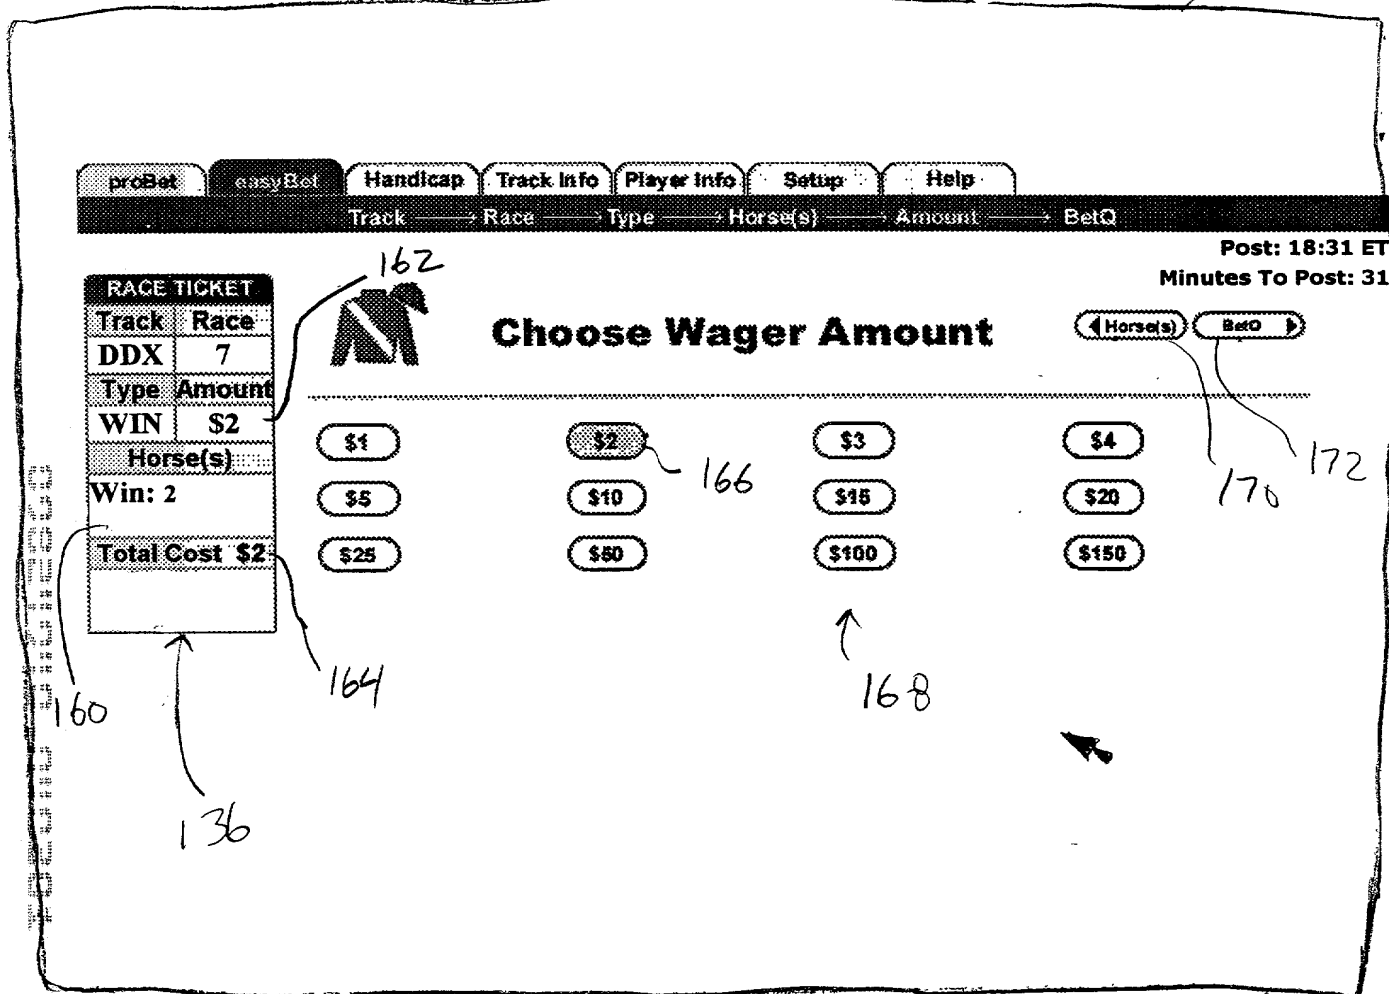 proBet easyBet Handicap Track Info Player Info Setup Help
Track Race Type Horse(s) Amount BetQ
Post: 18:31 ET
Minutes To Post: 31
162
RACE TICKET
Track Race
DDX 7
Type Amount
WIN $2
Horse(s)
Win: 2
Total Cost $2
Choose Wager Amount
Horse(s) BetQ
$1 $2 $3 $4
166 170 172
$5 $10 $15 $20
$25 $50 $100 $150
160 164 168
136